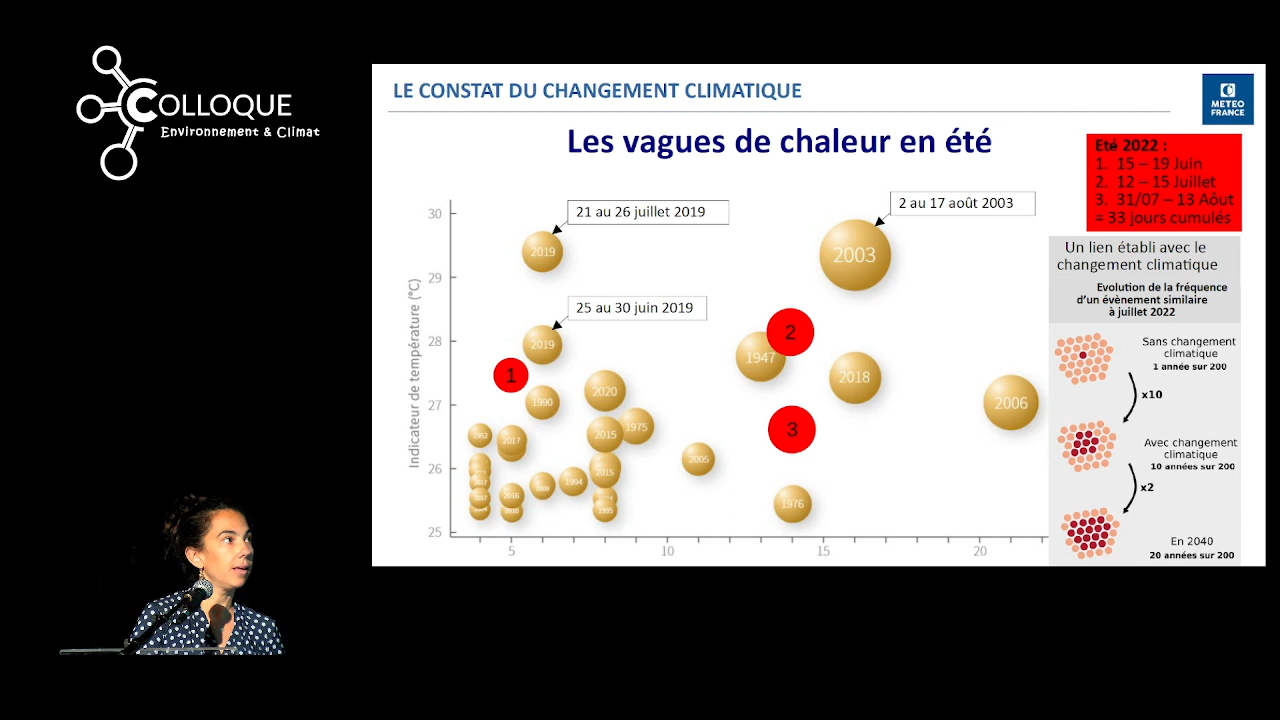 COLLOQUE
Environnement & Climat
LE CONSTAT DU CHANGEMENT CLIMATIQUE
METEO
FRANCE
Les vagues de chaleur en été
Eté 2022 :
1. 15 – 19 Juin
2. 12 – 15 Juillet
3. 31/07 – 13 Aôut
= 33 jours cumulés
21 au 26 juillet 2019
2 au 17 août 2003
25 au 30 juin 2019
Indicateur de température (°C)
30
29
28
27
26
25
5
10
15
20
2019
2003
2019
1
2
1947
2018
2006
1990
2020
3
1975
2015
1962
2017
2005
2015
1994
2009
2017
2016
1976
1995
2010
Un lien établi avec le
changement climatique
Evolution de la fréquence
d'un évènement similaire
à juillet 2022
Sans changement
climatique
1 année sur 200
x10
Avec changement
climatique
10 années sur 200
x2
En 2040
20 années sur 200